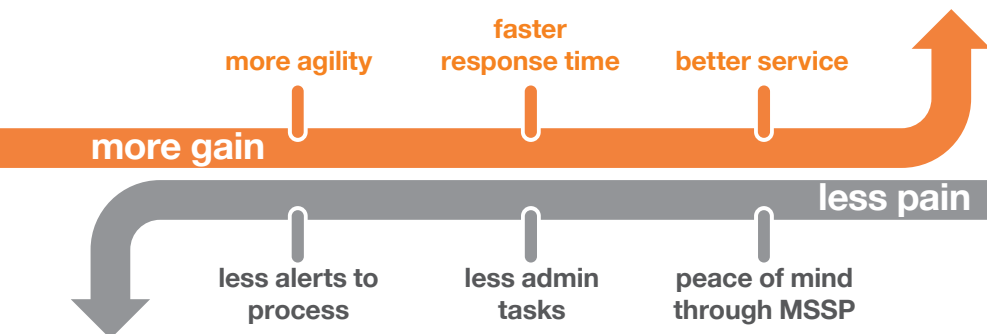 more agility
faster
response time
better service
more gain
less pain
less alerts to
process
less admin
tasks
peace of mind
through MSSP